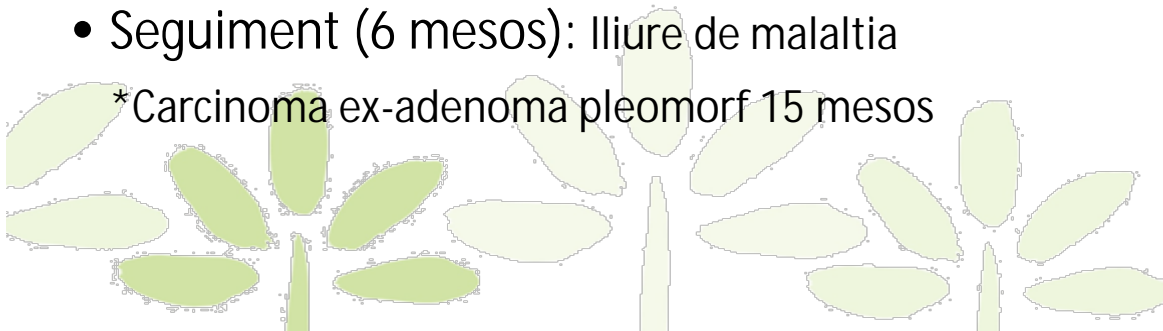 • Seguiment (6 mesos): lliure de malaltia
*Carcinoma ex-adenoma pleomorf 15 mesos